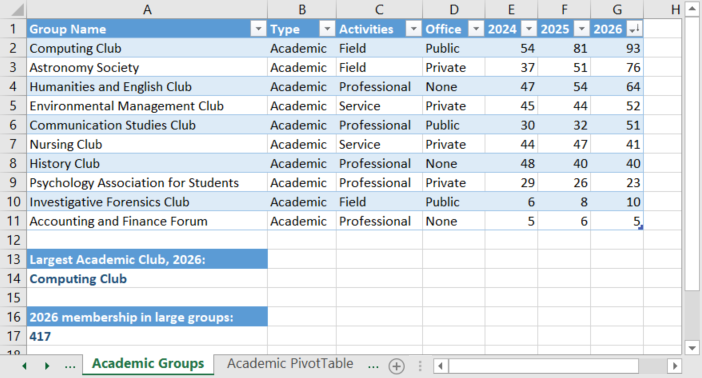 A B C D E F G H
1 Group Name Type Activities Office 2024 2025 2026
2 Computing Club Academic Field Public 54 81 93
3 Astronomy Society Academic Field Private 37 51 76
4 Humanities and English Club Academic Professional None 47 54 64
5 Environmental Management Club Academic Service Private 45 44 52
6 Communication Studies Club Academic Professional Public 30 32 51
7 Nursing Club Academic Service Private 44 47 41
8 History Club Academic Professional None 48 40 40
9 Psychology Association for Students Academic Professional Private 29 26 23
10 Investigative Forensics Club Academic Field Public 6 8 10
11 Accounting and Finance Forum Academic Professional None 5 6 5
12
13 Largest Academic Club, 2026:
14 Computing Club
15
16 2026 membership in large groups:
17 417
18
... Academic Groups Academic PivotTable ...